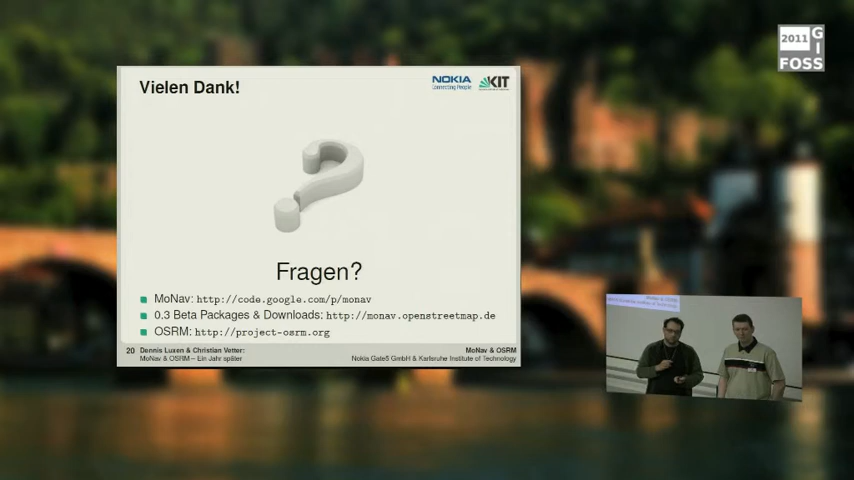 2011
G
I
FOSS
Vielen Dank!
NOKIA
Connecting People
KIT
Fragen?
MoNav: http://code.google.com/p/monav
0.3 Beta Packages & Downloads: http://monav.openstreetmap.de
OSRM: http://project-osrm.org
20 Dennis Luxen & Christian Vetter:
MoNav & OSRM – Ein Jahr später
MoNav & OSRM
Nokia Gate5 GmbH & Karlsruhe Institute of Technology